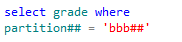 select grade where
partition## = 'bbb##'